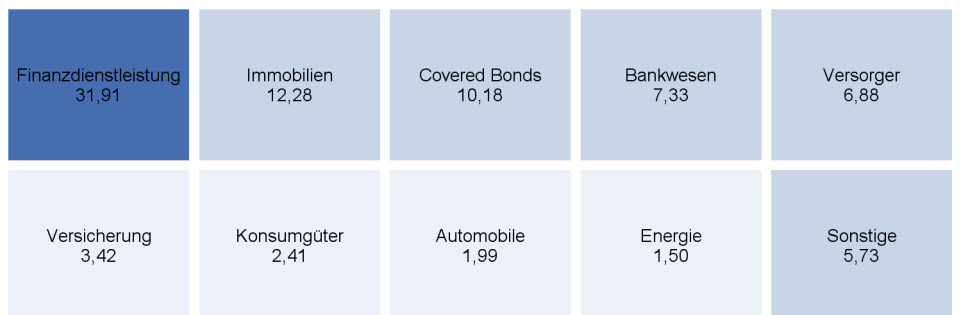 Finanzdienstleistung
31,91
Immobilien
12,28
Covered Bonds
10,18
Bankwesen
7,33
Versorger
6,88
Versicherung
3,42
Konsumgüter
2,41
Automobile
1,99
Energie
1,50
Sonstige
5,73